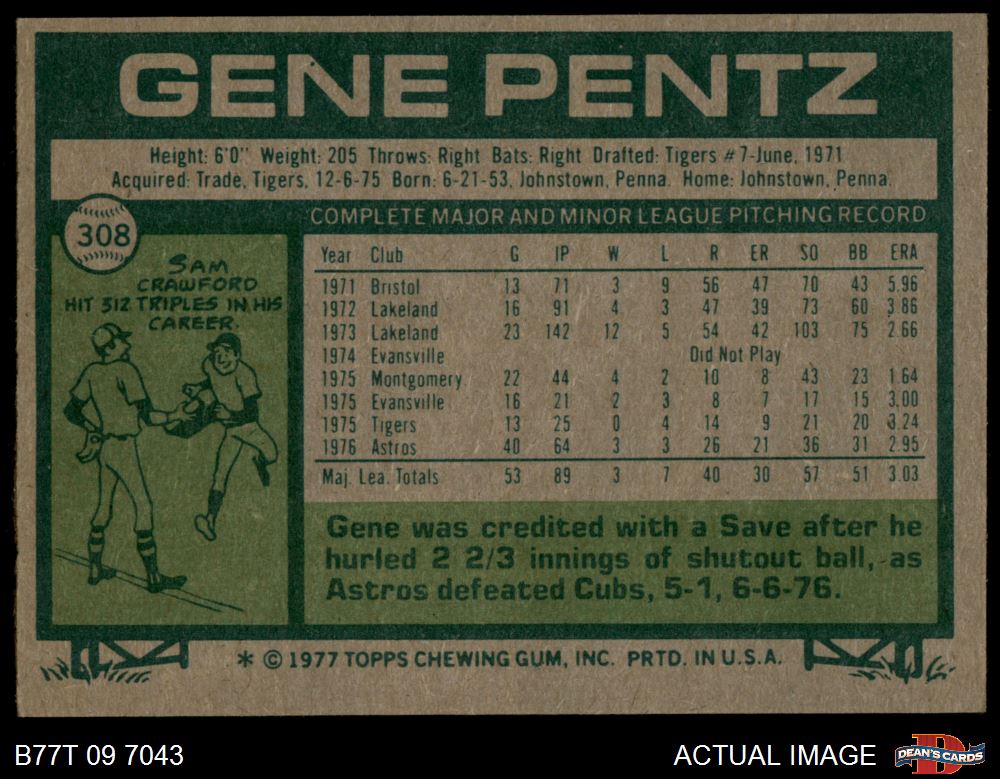 GENE PENTZ
Height: 6'0" Weight: 205 Throws: Right Bats: Right Drafted: Tigers #7-June, 1971
Acquired: Trade, Tigers, 12-6-75 Born: 6-21-53, Johnstown, Penna. Home: Johnstown, Penna.
308
COMPLETE MAJOR AND MINOR LEAGUE PITCHING RECORD
SAM
CRAWFORD
HIT 312 TRIPLES IN HIS
CAREER.
Year Club G IP W L R ER SO BB ERA
1971 Bristol 13 71 3 9 56 47 70 43 5.96
1972 Lakeland 16 91 4 3 47 39 73 60 3.86
1973 Lakeland 23 142 12 5 54 42 103 75 2.66
1974 Evansville Did Not Play
1975 Montgomery 22 44 4 2 10 8 43 23 1.64
1975 Evansville 16 21 2 3 8 7 17 15 3.00
1975 Tigers 13 25 0 4 14 9 21 20 3.24
1976 Astros 40 64 3 3 26 21 36 31 2.95
Maj. Lea. Totals 53 89 3 7 40 30 57 51 3.03
Gene was credited with a Save after he
hurled 2 2/3 innings of shutout ball, as
Astros defeated Cubs, 5-1, 6-6-76.
* © 1977 TOPPS CHEWING GUM, INC. PRTD. IN U.S.A.
B77T 09 7043
ACTUAL IMAGE
DEAN'S CARDS